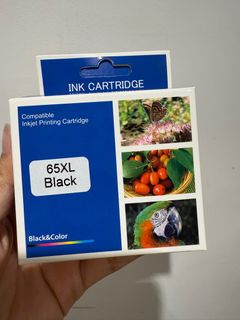 INK CARTRIDGE
Compatible
Inkjet Printing Cartridge
65XL
Black
Black&Color